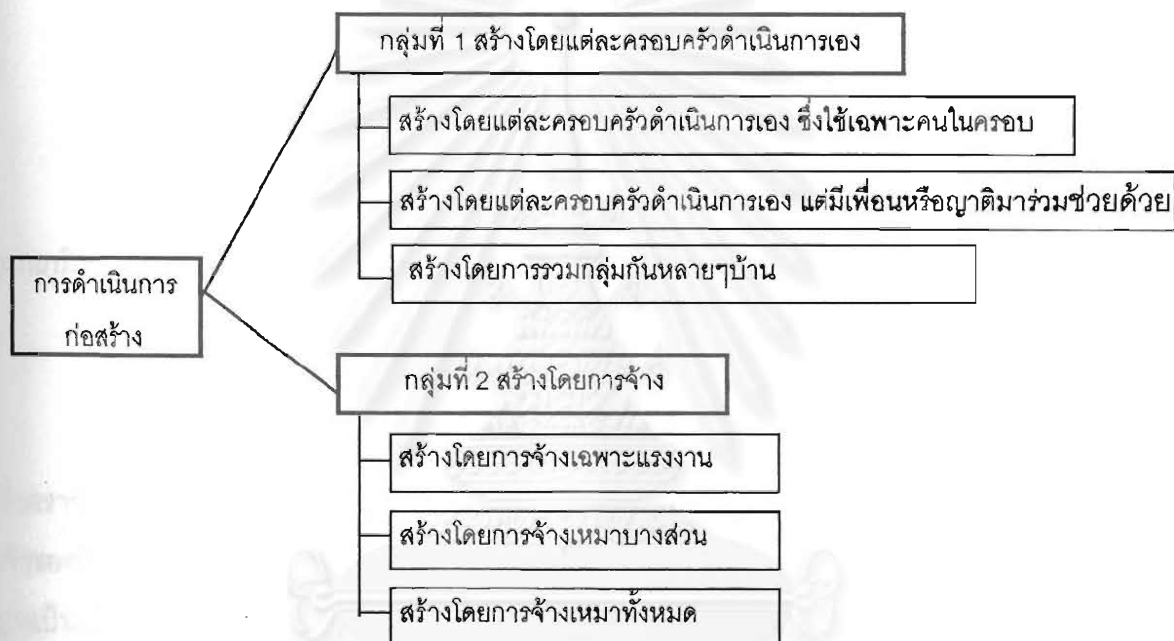 กลุ่มที่ 1 สร้างโดยแต่ละครอบครัวดำเนินการเอง
สร้างโดยแต่ละครอบครัวดำเนินการเอง ซึ่งใช้เฉพาะคนในครอบ
สร้างโดยแต่ละครอบครัวดำเนินการเอง แต่มีเพื่อนหรือญาติมาร่วมช่วยด้วย
สร้างโดยการรวมกลุ่มกันหลายๆบ้าน
การดำเนินการ
ก่อสร้าง
กลุ่มที่ 2 สร้างโดยการจ้าง
สร้างโดยการจ้างเฉพาะแรงงาน
สร้างโดยการจ้างเหมาบางส่วน
สร้างโดยการจ้างเหมาทั้งหมด